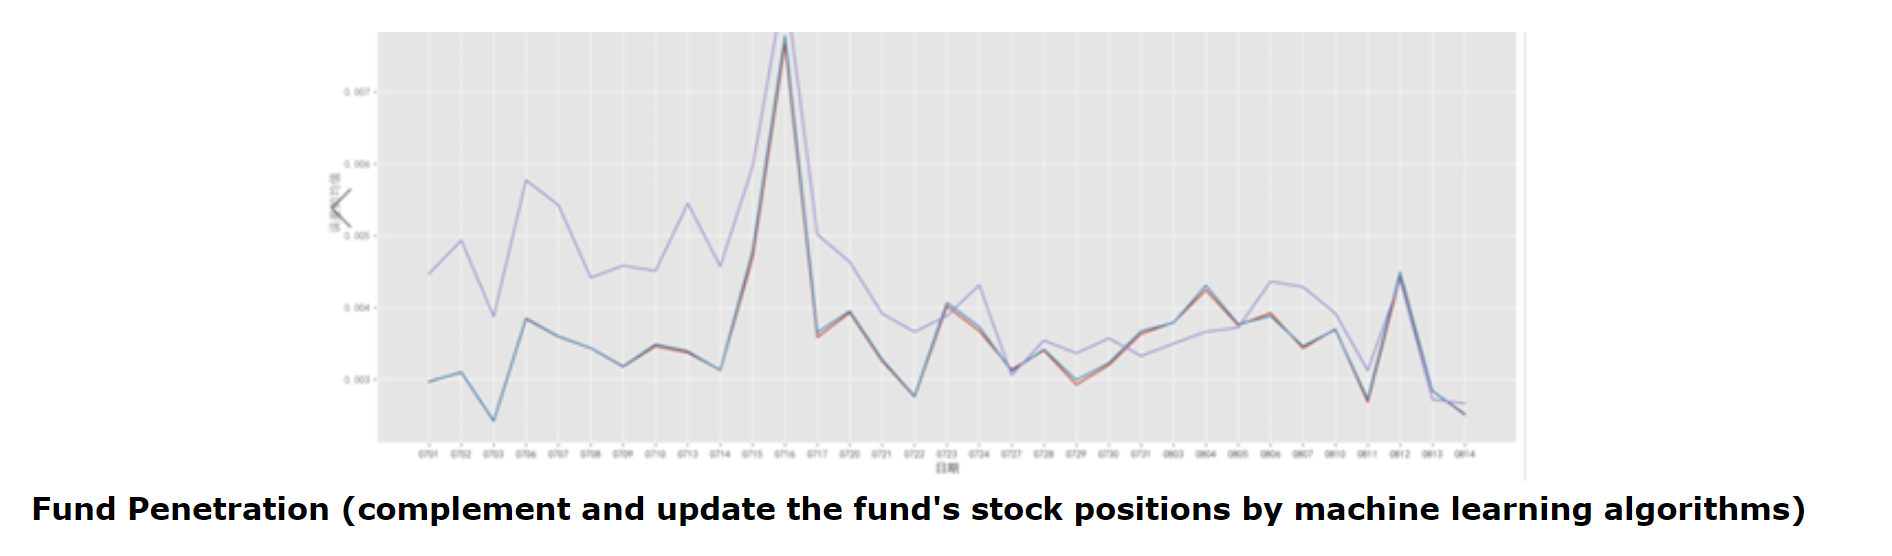 0.007
0.006
0.005
0.004
0.003
0701 0702 0703 0706 0707 0708 0709 0710 0713 0714 0715 0716 0717 0720 0721 0722 0723 0724 0727 0728 0729 0730 0731 0803 0804 0805 0806 0807 0810 0811 0812 0813 0814
日期
Fund Penetration (complement and update the fund's stock positions by machine learning algorithms)